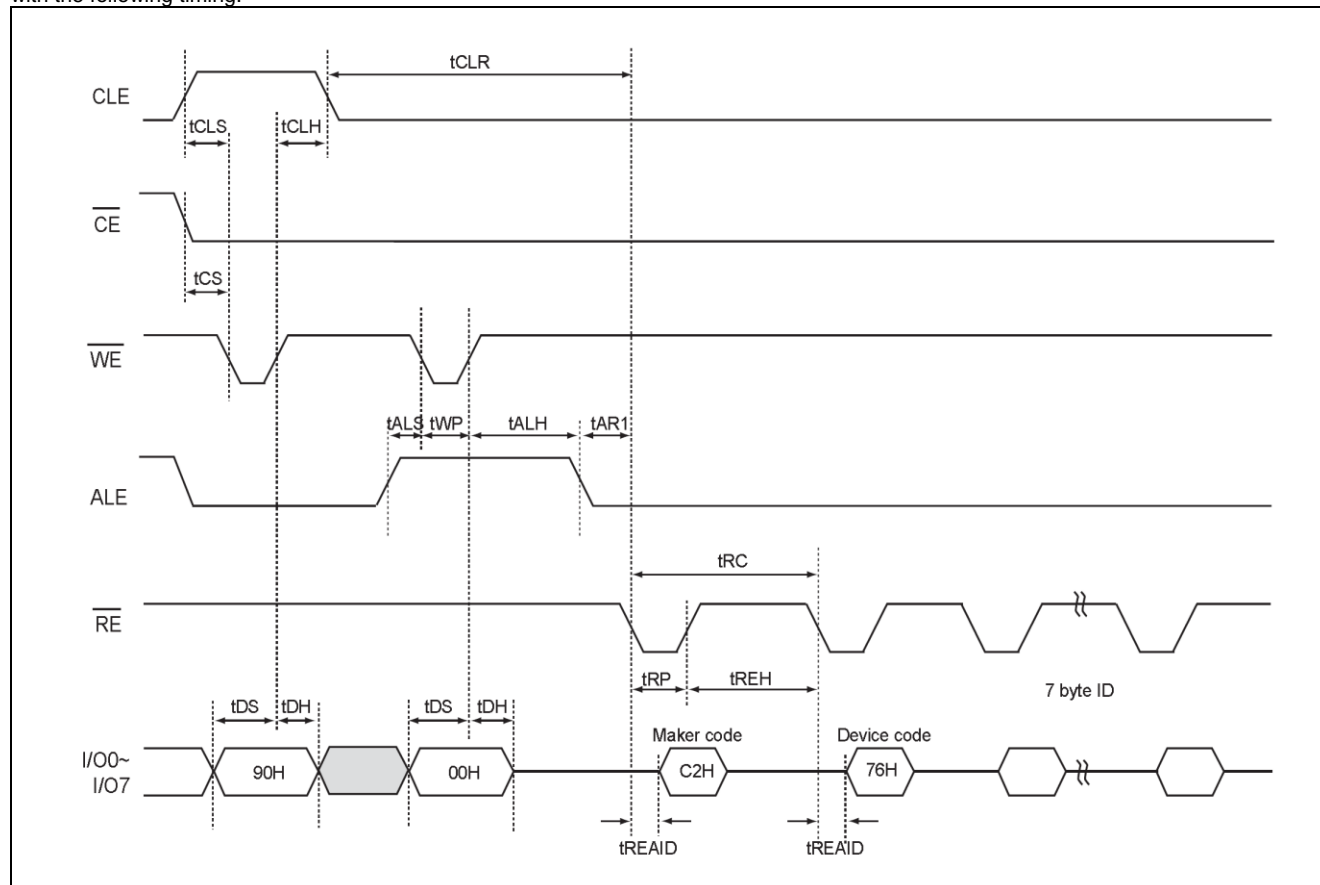 with the following timing.
tCLR
CLE
tCLS
tCLH
CE
tCS
WE
tALS
tWP
tALH
tAR1
ALE
tRC
RE
tRP
tREH
7 byte ID
tDS
tDH
tDS
tDH
Maker code
Device code
I/O0~
I/O7
90H
00H
C2H
76H
tREAID
tREAID